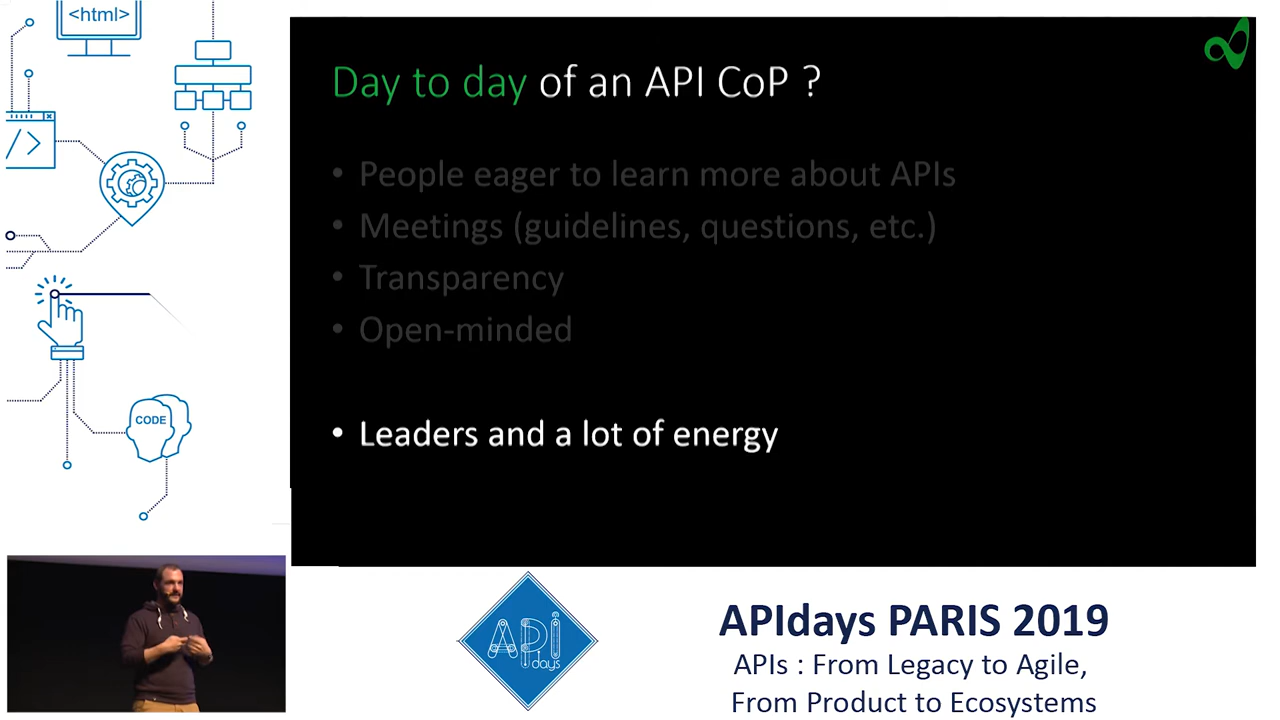 <html>
Day to day of an API CoP ?
• People eager to learn more about APIs
• Meetings (guidelines, questions, etc.)
• Transparency
• Open-minded
• Leaders and a lot of energy
</>
CODE
API
days
APIdays PARIS 2019
APIs : From Legacy to Agile,
From Product to Ecosystems